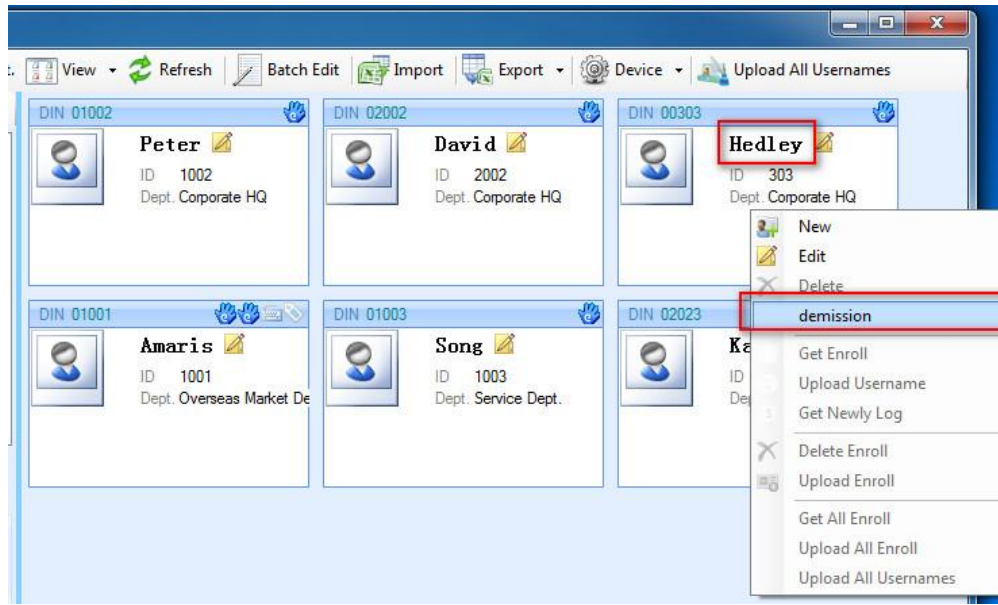 t. View Refresh Batch Edit Import Export Device Upload All Usernames
DIN 01002
Peter
ID 1002
Dept. Corporate HQ
DIN 02002
David
ID 2002
Dept. Corporate HQ
DIN 00303
Hedley
ID 303
Dept. Corporate HQ
DIN 01001
Amaris
ID 1001
Dept. Overseas Market De
DIN 01003
Song
ID 1003
Dept. Service Dept.
DIN 02023
Ka
ID
De
New
Edit
Delete
demission
Get Enroll
Upload Username
Get Newly Log
Delete Enroll
Upload Enroll
Get All Enroll
Upload All Enroll
Upload All Usernames